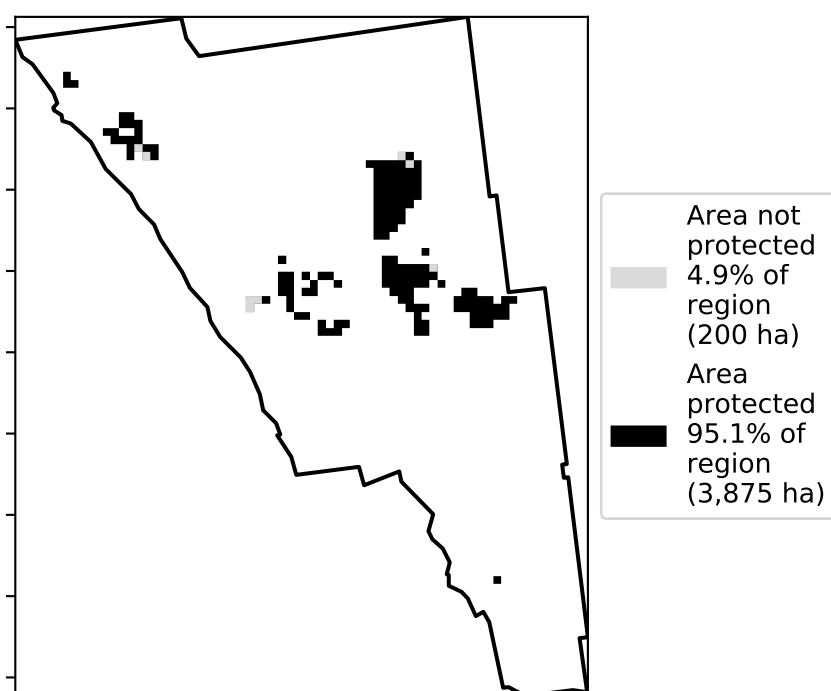 Area not
protected
4.9% of
region
(200 ha)
Area
protected
95.1% of
region
(3,875 ha)